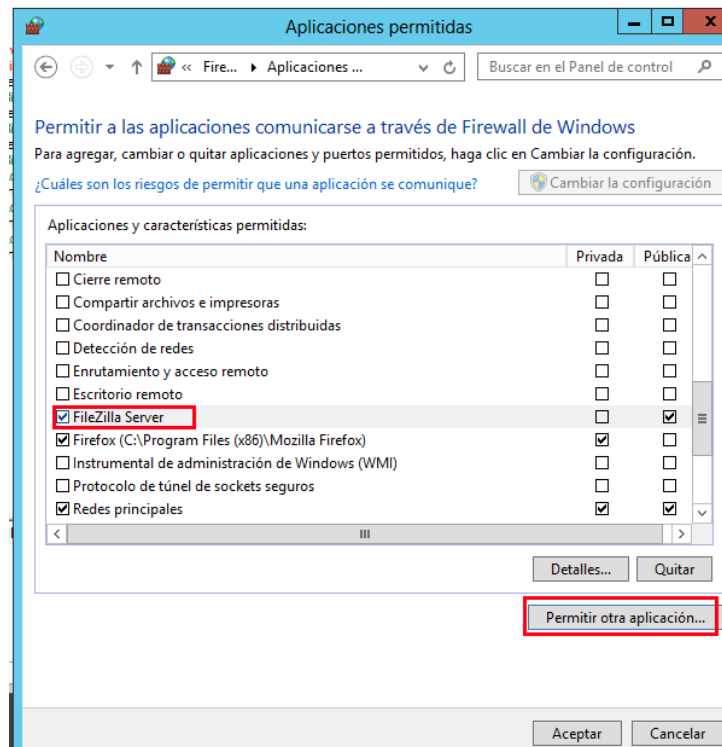 Aplicaciones permitidas
« Fire... Aplicaciones ... Buscar en el Panel de control
Permitir a las aplicaciones comunicarse a través de Firewall de Windows
Para agregar, cambiar o quitar aplicaciones y puertos permitidos, haga clic en Cambiar la configuración.
¿Cuáles son los riesgos de permitir que una aplicación se comunique? Cambiar la configuración
Aplicaciones y características permitidas:
Nombre Privada Pública
Cierre remoto
Compartir archivos e impresoras
Coordinador de transacciones distribuidas
Detección de redes
Enrutamiento y acceso remoto
Escritorio remoto
FileZilla Server
Firefox (C:\Program Files (x86)\Mozilla Firefox)
Instrumental de administración de Windows (WMI)
Protocolo de túnel de sockets seguros
Redes principales
Detalles... Quitar
Permitir otra aplicación...
Aceptar Cancelar